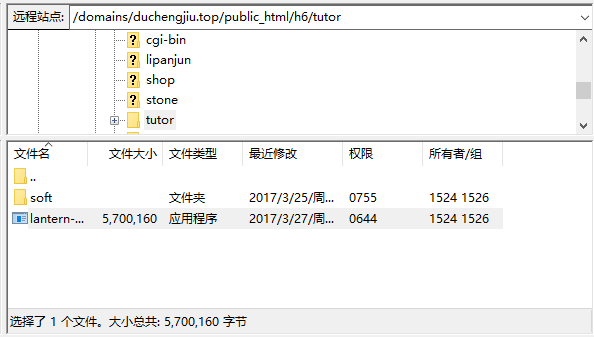 远程站点: /domains/duchengjiu.top/public_html/h6/tutor
cgi-bin
lipanjun
shop
stone
tutor
文件名 文件大小 文件类型 最近修改 权限 所有者/组
..
soft 文件夹 2017/3/25/周... 0755 1524 1526
lantern-... 5,700,160 应用程序 2017/3/27/周... 0644 1524 1526
选择了 1 个文件。大小总共: 5,700,160 字节